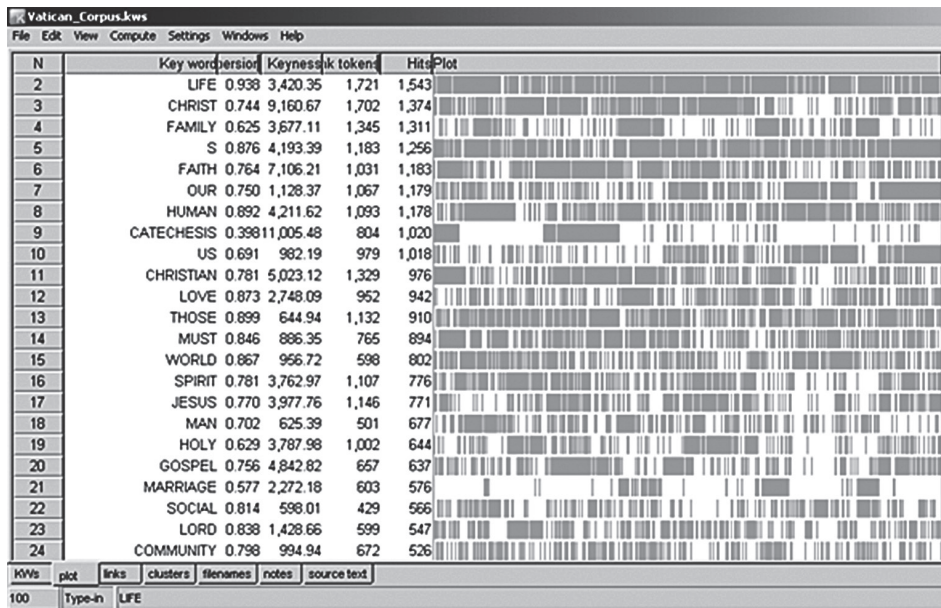 Vatican_Corpus.kws
File Edit View Compute Settings Windows Help
N Key word persion Keyness nk tokens Hits Plot
2 LIFE 0.938 3,420.35 1,721 1,543
3 CHRIST 0.744 9,160.67 1,702 1,374
4 FAMILY 0.625 3,677.11 1,345 1,311
5 S 0.876 4,193.39 1,183 1,256
6 FAITH 0.764 7,106.21 1,031 1,183
7 OUR 0.750 1,128.37 1,067 1,179
8 HUMAN 0.892 4,211.62 1,093 1,178
9 CATECHESIS 0.398 11,005.48 804 1,020
10 US 0.691 982.19 979 1,018
11 CHRISTIAN 0.781 5,023.12 1,329 976
12 LOVE 0.873 2,748.09 952 942
13 THOSE 0.899 644.94 1,132 910
14 MUST 0.846 886.35 765 894
15 WORLD 0.867 956.72 598 802
16 SPIRIT 0.781 3,762.97 1,107 776
17 JESUS 0.770 3,977.76 1,146 771
18 MAN 0.702 625.39 501 677
19 HOLY 0.629 3,787.98 1,002 644
20 GOSPEL 0.756 4,842.82 657 637
21 MARRIAGE 0.577 2,272.18 603 576
22 SOCIAL 0.814 598.01 429 566
23 LORD 0.838 1,428.66 599 547
24 COMMUNITY 0.798 994.94 672 526
KWs plot links clusters filenames notes source text
100 Type-in LIFE